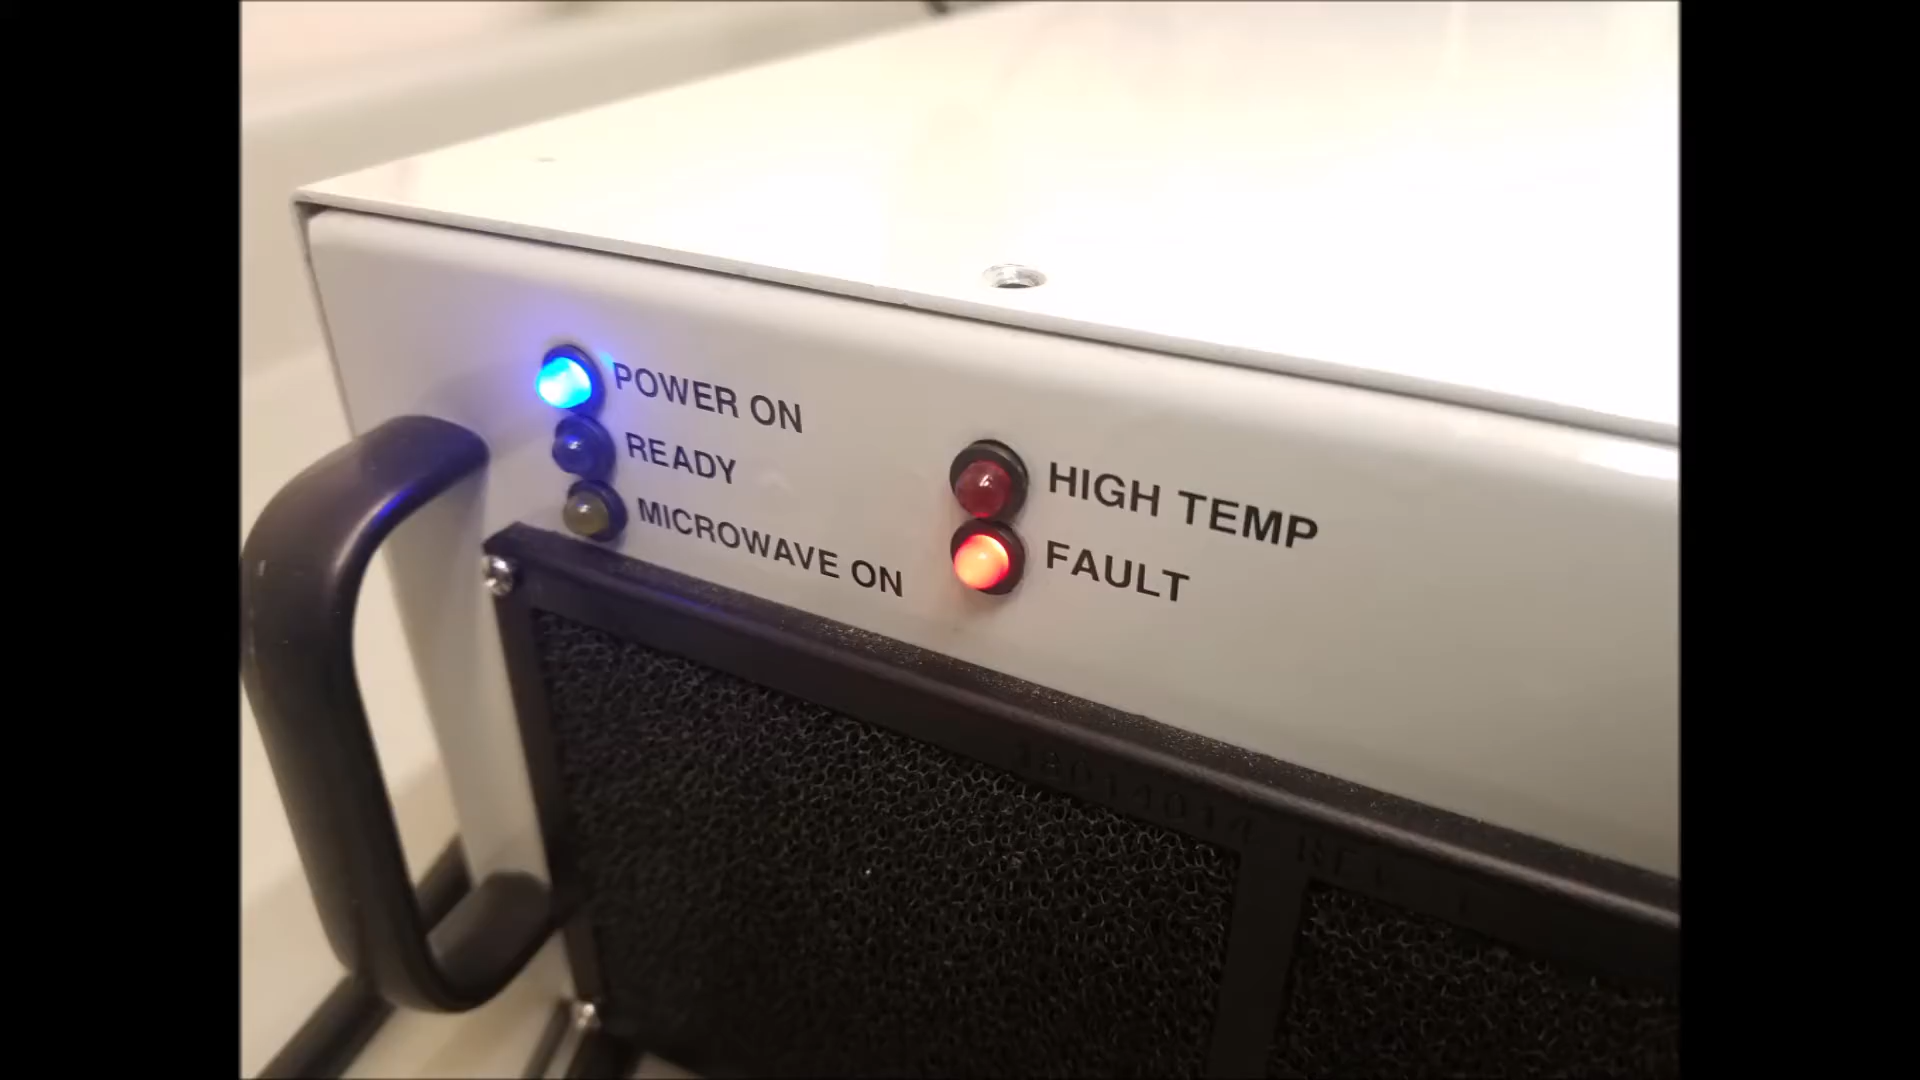 POWER ON
READY
MICROWAVE ON
HIGH TEMP
FAULT